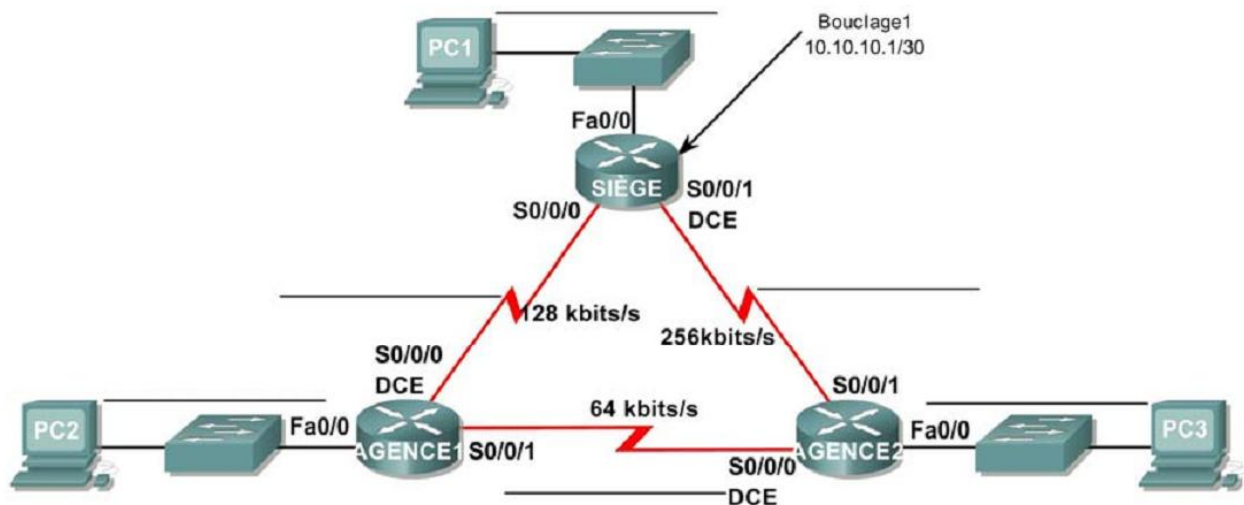 Bouclage1
10.10.10.1/30
PC1
Fa0/0
SIÈGE
S0/0/1
DCE
S0/0/0
128 kbits/s
256kbits/s
S0/0/0
DCE
S0/0/1
64 kbits/s
PC2
Fa0/0
AGENCE1
S0/0/1
AGENCE2
Fa0/0
PC3
S0/0/0
DCE